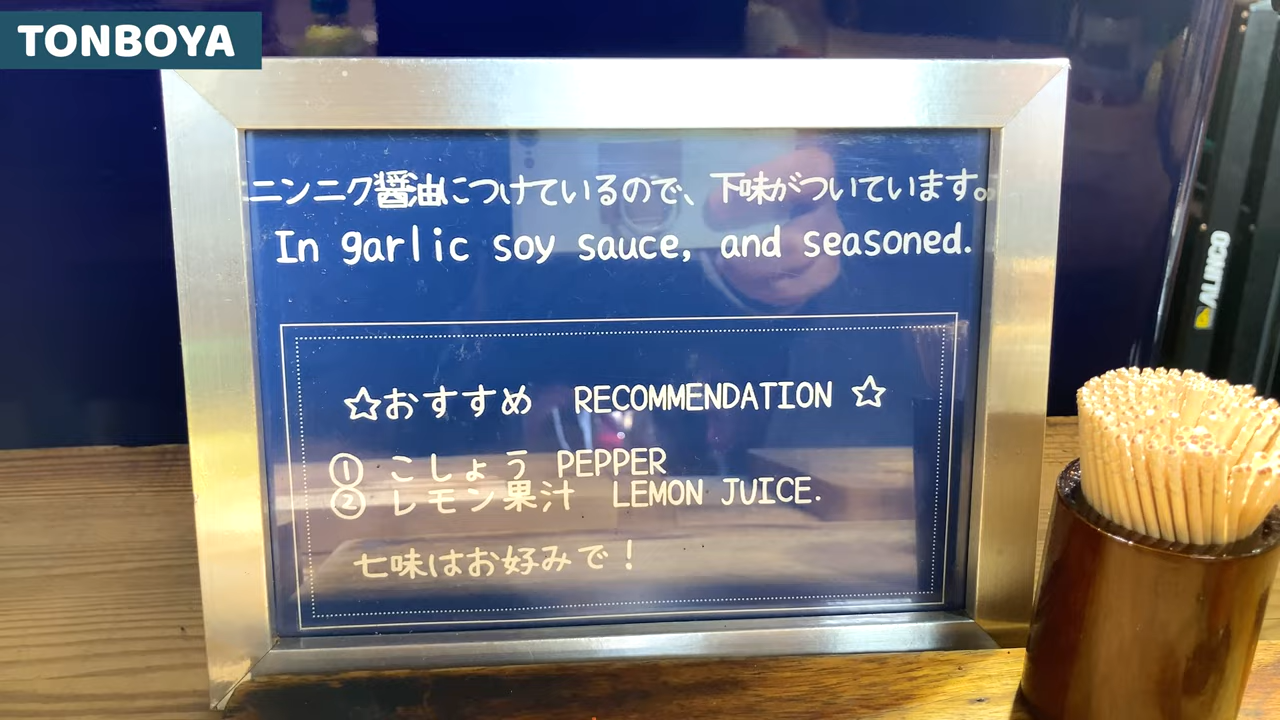 TONBOYA
ニンニク醤油につけているので、下味がついています。
In garlic soy sauce, and seasoned.
☆おすすめ RECOMMENDATION ☆
① こしょう PEPPER
② レモン果汁 LEMON JUICE.
七味はお好みで！
ALINCO